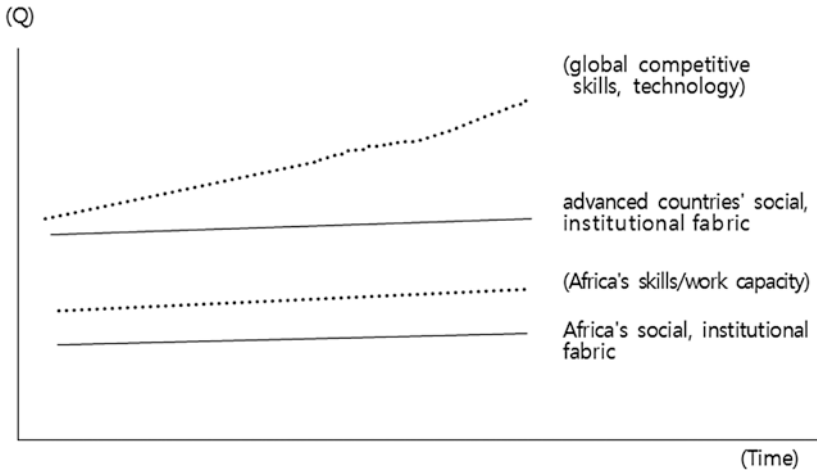 (Q)
(global competitive
skills, technology)
advanced countries' social,
institutional fabric
(Africa's skills/work capacity)
Africa's social, institutional
fabric
(Time)